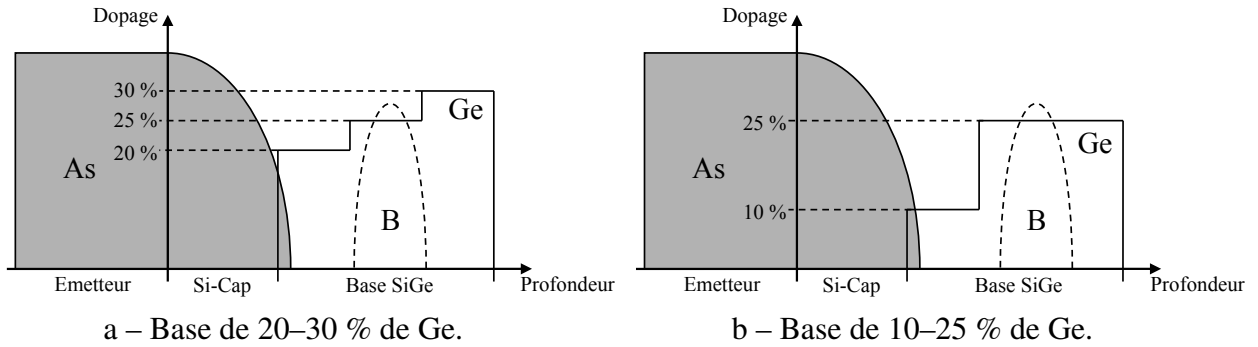 Dopage
30 %
25 %
20 %
As
Ge
B
Emetteur
Si-Cap
Base SiGe
Profondeur
a – Base de 20–30 % de Ge.
Dopage
25 %
10 %
As
Ge
B
Emetteur
Si-Cap
Base SiGe
Profondeur
b – Base de 10–25 % de Ge.